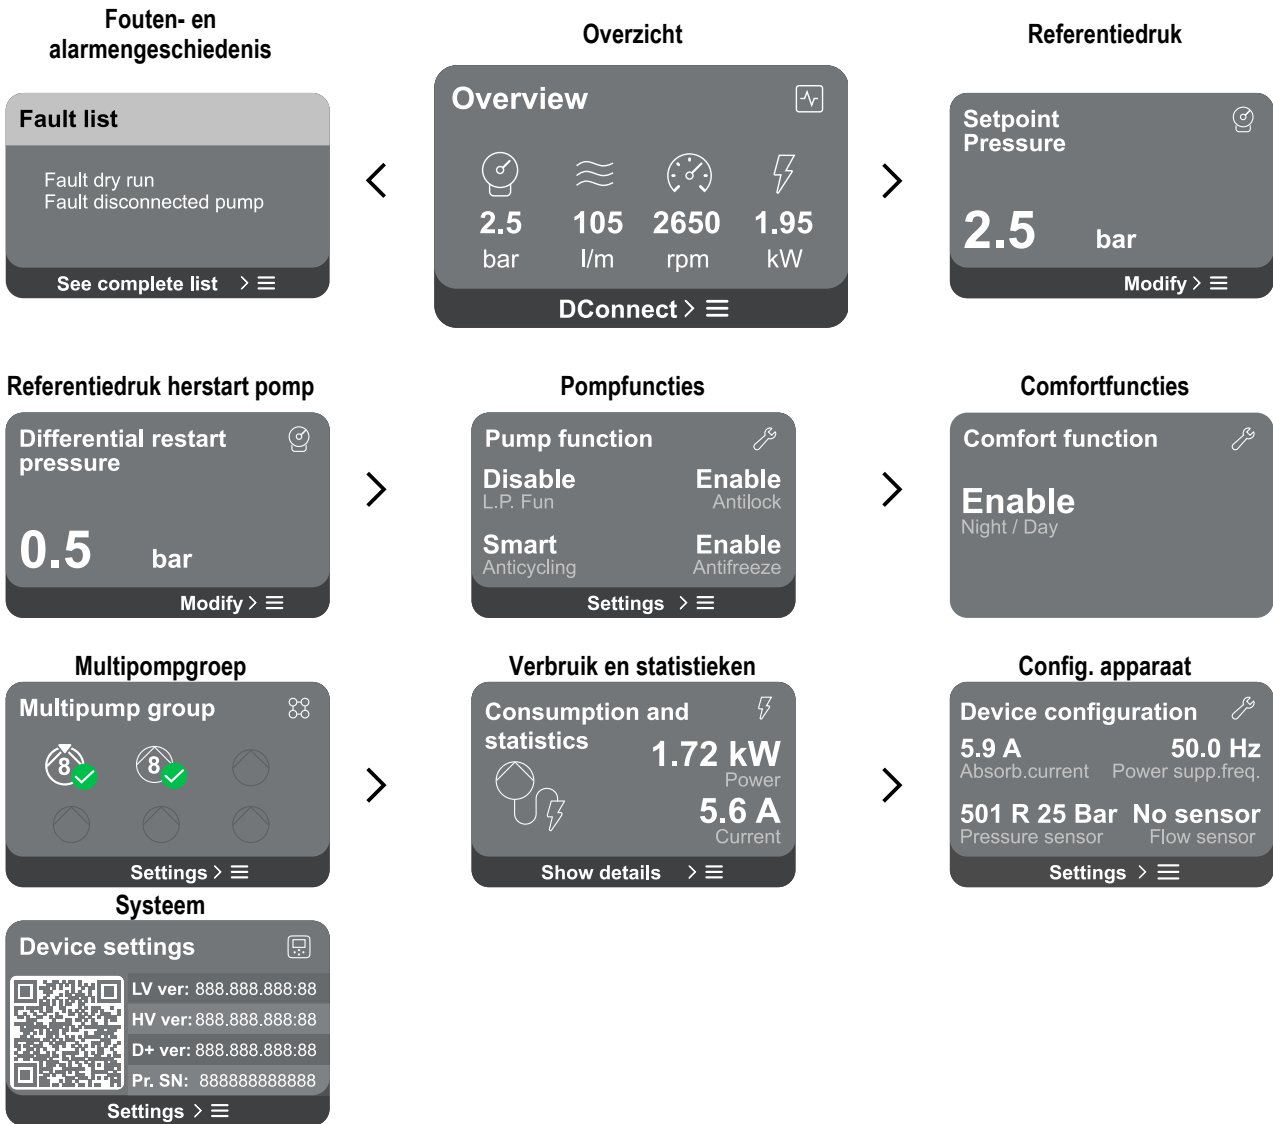 Fouten- en
alarmengeschiedenis
Fault list
Fault dry run
Fault disconnected pump
See complete list
Overzicht
Overview
2.5 105 2650 1.95
bar l/m rpm kW
DConnect
Referentiedruk
Setpoint
Pressure
2.5 bar
Modify
Referentiedruk herstart pomp
Differential restart
pressure
0.5 bar
Modify
Pompfuncties
Pump function
Disable Enable
L.P. Fun Antilock
Smart Enable
Anticycling Antifreeze
Settings
Comfortfuncties
Comfort function
Enable
Night / Day
Multipompgroep
Multipump group
8 8
Settings
Verbruik en statistieken
Consumption and
statistics
1.72 kW
Power
5.6 A
Current
Show details
Config. apparaat
Device configuration
5.9 A 50.0 Hz
Absorb.current Power supp.freq.
501 R 25 Bar No sensor
Pressure sensor Flow sensor
Settings
Systeem
Device settings
LV ver: 888.888.888:88
HV ver: 888.888.888:88
D+ ver: 888.888.888:88
Pr. SN: 888888888888
Settings